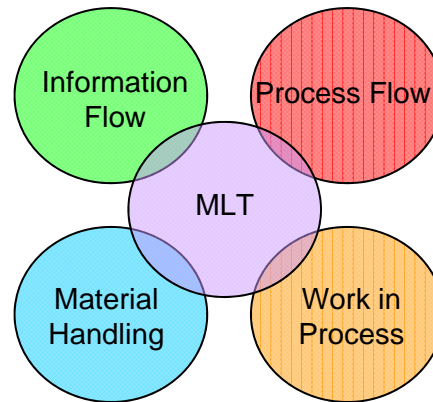 Information
Flow
Process Flow
MLT
Material
Handling
Work in
Process